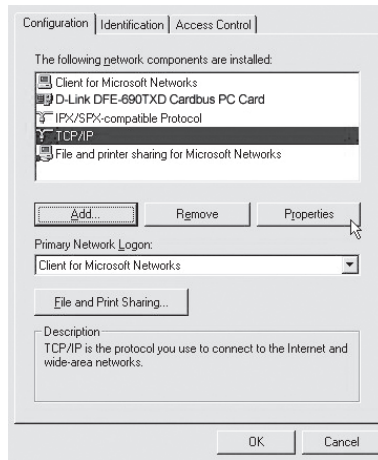 Configuration Identification Access Control
The following network components are installed:
Client for Microsoft Networks
D-Link DFE-690TXD Cardbus PC Card
IPX/SPX-compatible Protocol
TCP/IP
File and printer sharing for Microsoft Networks
Add... Remove Properties
Primary Network Logon:
Client for Microsoft Networks
File and Print Sharing...
Description
TCP/IP is the protocol you use to connect to the Internet and
wide-area networks.
OK Cancel